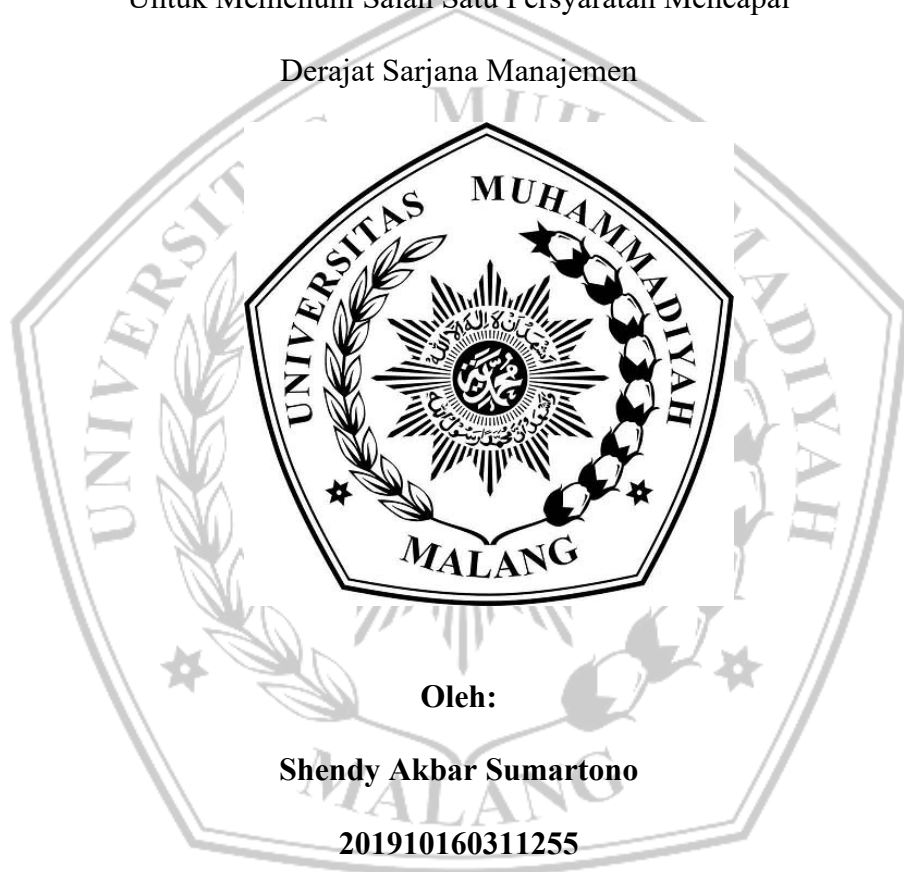 Untuk Memenuhi Salah Satu Persyaratan Mencapai
Derajat Sarjana Manajemen
UNIVERSITAS MUHAMMADIYAH
MALANG
Oleh:
Shendy Akbar Sumartono
201910160311255